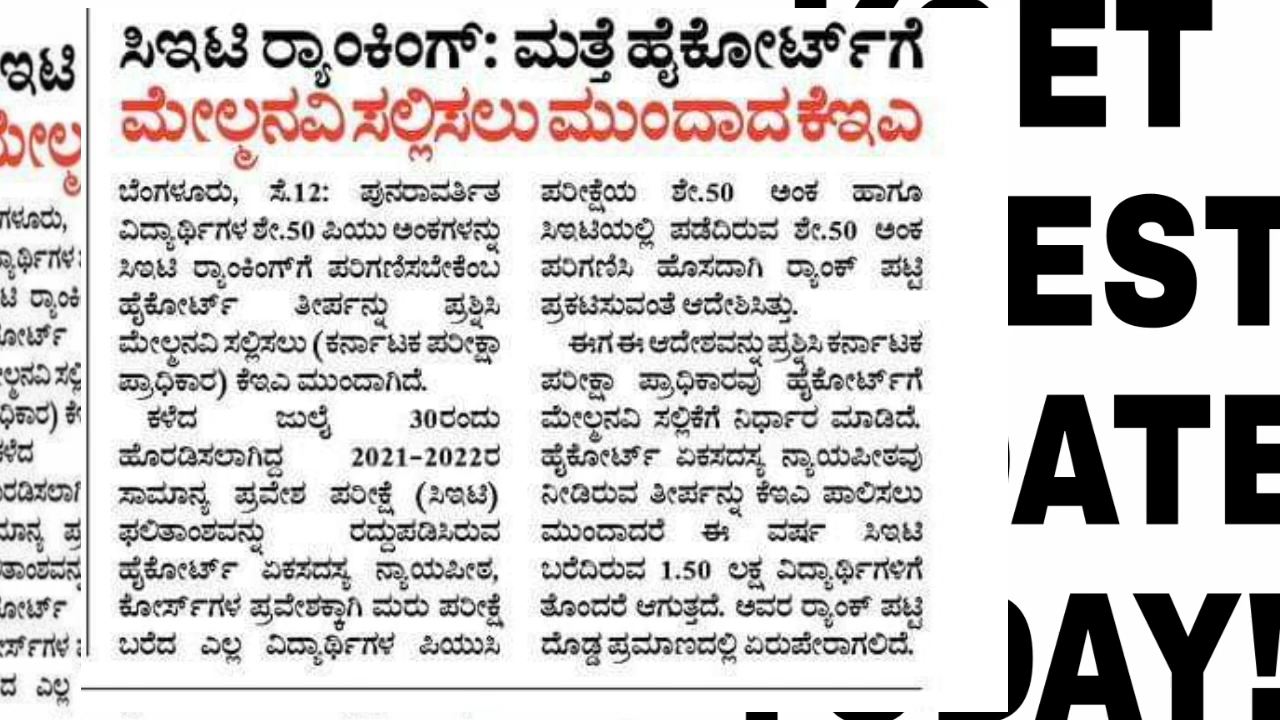 ಸಿಇಟಿ ರ‍್ಯಾಂಕಿಂಗ್: ಮತ್ತೆ ಹೈಕೋರ್ಟ್‌ಗೆ
ಮೇಲ್ಮನವಿ ಸಲ್ಲಿಸಲು ಮುಂದಾದ ಕೆಇಎ
ಬೆಂಗಳೂರು, ಸೆ.12: ಪುನರಾವರ್ತಿತ
ವಿದ್ಯಾರ್ಥಿಗಳ ಶೇ.50 ಪಿಯು ಅಂಕಗಳನ್ನು
ಸಿಇಟಿ ರ‍್ಯಾಂಕಿಂಗ್‌ಗೆ ಪರಿಗಣಿಸಬೇಕೆಂಬ
ಹೈಕೋರ್ಟ್ ತೀರ್ಪನ್ನು ಪ್ರಶ್ನಿಸಿ
ಮೇಲ್ಮನವಿ ಸಲ್ಲಿಸಲು (ಕರ್ನಾಟಕ ಪರೀಕ್ಷಾ
ಪ್ರಾಧಿಕಾರ) ಕೆಇಎ ಮುಂದಾಗಿದೆ.
ಕಳೆದ ಜುಲೈ 30ರಂದು
ಹೊರಡಿಸಲಾಗಿದ್ದ 2021-2022ರ
ಸಾಮಾನ್ಯ ಪ್ರವೇಶ ಪರೀಕ್ಷೆ (ಸಿಇಟಿ)
ಫಲಿತಾಂಶವನ್ನು ರದ್ದುಪಡಿಸಿರುವ
ಹೈಕೋರ್ಟ್ ಏಕಸದಸ್ಯ ನ್ಯಾಯಪೀಠ,
ಕೋರ್ಸ್‌ಗಳ ಪ್ರವೇಶಕ್ಕಾಗಿ ಮರು ಪರೀಕ್ಷೆ
ಬರೆದ ಎಲ್ಲ ವಿದ್ಯಾರ್ಥಿಗಳ ಪಿಯುಸಿ
ಪರೀಕ್ಷೆಯ ಶೇ.50 ಅಂಕ ಹಾಗೂ
ಸಿಇಟಿಯಲ್ಲಿ ಪಡೆದಿರುವ ಶೇ.50 ಅಂಕ
ಪರಿಗಣಿಸಿ ಹೊಸದಾಗಿ ರ‍್ಯಾಂಕ್ ಪಟ್ಟಿ
ಪ್ರಕಟಿಸುವಂತೆ ಆದೇಶಿಸಿತ್ತು.
ಈಗ ಈ ಆದೇಶವನ್ನು ಪ್ರಶ್ನಿಸಿ ಕರ್ನಾಟಕ
ಪರೀಕ್ಷಾ ಪ್ರಾಧಿಕಾರವು ಹೈಕೋರ್ಟ್‌ಗೆ
ಮೇಲ್ಮನವಿ ಸಲ್ಲಿಕೆಗೆ ನಿರ್ಧಾರ ಮಾಡಿದೆ.
ಹೈಕೋರ್ಟ್ ಏಕಸದಸ್ಯ ನ್ಯಾಯಪೀಠವು
ನೀಡಿರುವ ತೀರ್ಪನ್ನು ಕೆಇಎ ಪಾಲಿಸಲು
ಮುಂದಾದರೆ ಈ ವರ್ಷ ಸಿಇಟಿ
ಬರೆದಿರುವ 1.50 ಲಕ್ಷ ವಿದ್ಯಾರ್ಥಿಗಳಿಗೆ
ತೊಂದರೆ ಆಗುತ್ತದೆ. ಅವರ ರ‍್ಯಾಂಕ್ ಪಟ್ಟಿ
ದೊಡ್ಡ ಪ್ರಮಾಣದಲ್ಲಿ ಏರುಪೇರಾಗಲಿದೆ.
ET
EST
ATE
DAY!